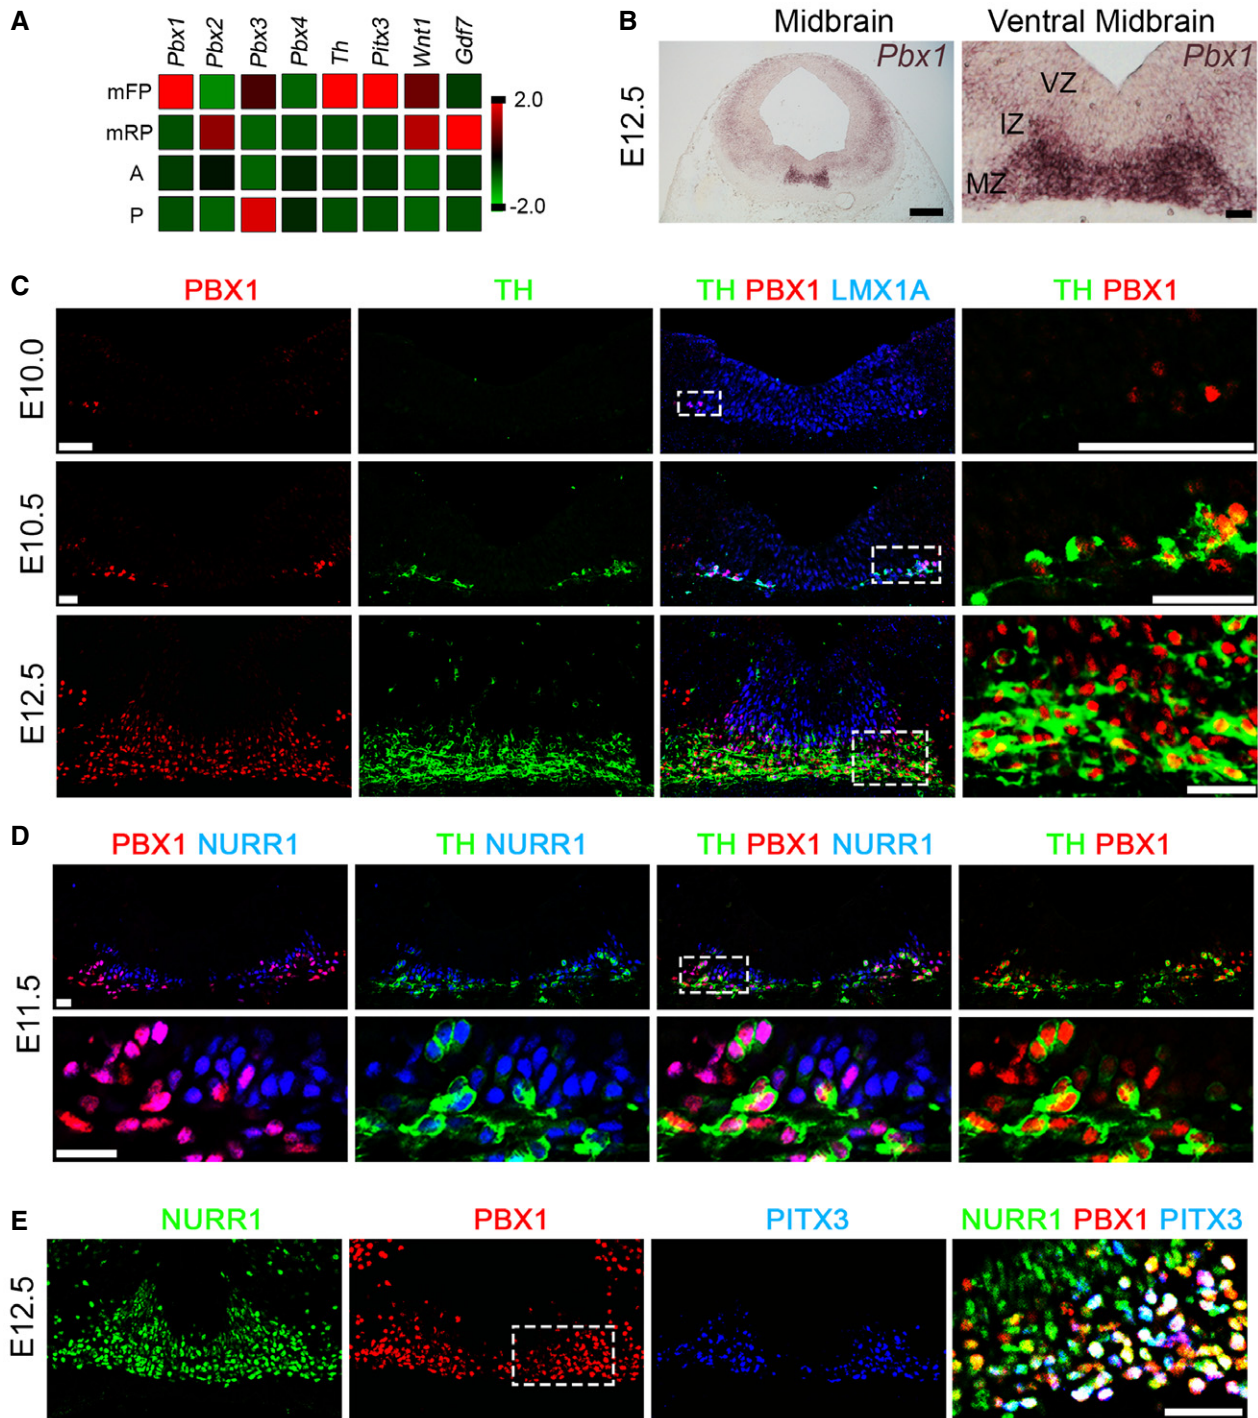 A
Pbx1 Pbx2 Pbx3 Pbx4 Th Pitx3 Wnt1 Gdf7
mFP
mRP
A
P
2.0
-2.0
B
Midbrain
Ventral Midbrain
E12.5
Pbx1
Pbx1
VZ
IZ
MZ
C
PBX1
TH
TH PBX1 LMX1A
TH PBX1
E10.0
E10.5
E12.5
D
PBX1 NURR1
TH NURR1
TH PBX1 NURR1
TH PBX1
E11.5
E
NURR1
PBX1
PITX3
NURR1 PBX1 PITX3
E12.5